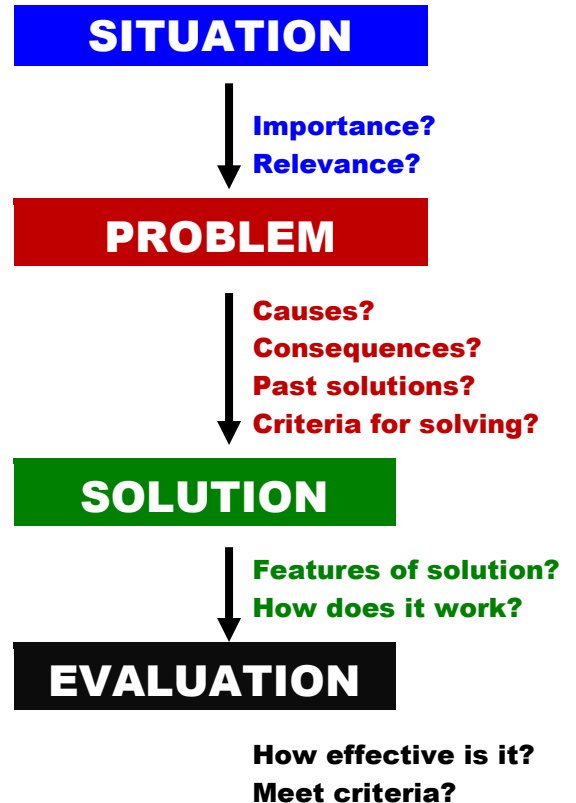 SITUATION
Importance?
Relevance?
PROBLEM
Causes?
Consequences?
Past solutions?
Criteria for solving?
SOLUTION
Features of solution?
How does it work?
EVALUATION
How effective is it?
Meet criteria?